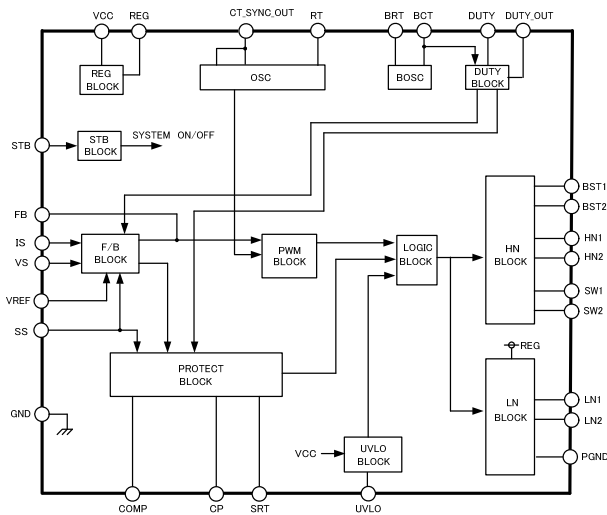 VCC
REG
CT_SYNC_OUT
RT
BRT
BCT
DUTY
DUTY_OUT
REG
BLOCK
OSC
BOSC
DUTY
BLOCK
STB
STB
BLOCK
SYSTEM ON/OFF
FB
IS
VS
VREF
SS
GND
F/B
BLOCK
PWM
BLOCK
LOGIC
BLOCK
HN
BLOCK
BST1
BST2
HN1
HN2
SW1
SW2
PROTECT
BLOCK
REG
LN
BLOCK
LN1
LN2
PGND
VCC
UVLO
BLOCK
COMP
CP
SRT
UVLO